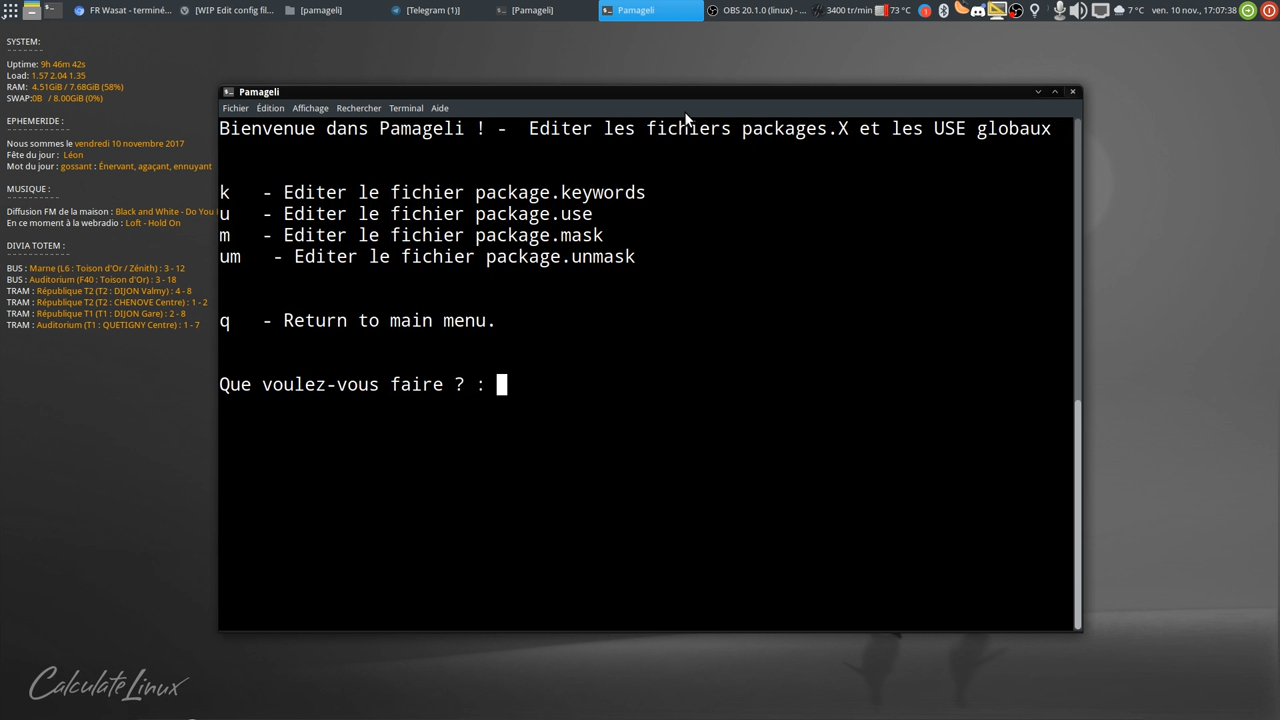 FR Wasat - terminé...
[WIP Edit config fil...
[pamageli]
[Telegram (1)]
[Pamageli]
Pamageli
OBS 20.1.0 (linux) - ...
3400 tr/min
73 °C
7 °C
ven. 10 nov., 17:07:38
SYSTEM:
Uptime: 9h 46m 42s
Load: 1.57 2.04 1.35
RAM: 4.51GiB / 7.68GiB (58%)
SWAP:0B / 8.00GiB (0%)
EPHEMERIDE :
Nous sommes le vendredi 10 novembre 2017
Fête du jour : Léon
Mot du jour : gossant : Énervant, agaçant, ennuyant
MUSIQUE :
Diffusion FM de la maison : Black and White - Do You
En ce moment à la webradio : Loft - Hold On
DIVIA TOTEM :
BUS : Marne (L6 : Toison d'Or / Zénith) : 3 - 12
BUS : Auditorium (F40 : Toison d'Or) : 3 - 18
TRAM : République T2 (T2 : DIJON Valmy) : 4 - 8
TRAM : République T2 (T2 : CHENOVE Centre) : 1 - 2
TRAM : République T1 (T1 : DIJON Gare) : 2 - 8
TRAM : Auditorium (T1 : QUETIGNY Centre) : 1 - 7
Pamageli
Fichier Édition Affichage Rechercher Terminal Aide
Bienvenue dans Pamageli ! - Editer les fichiers packages.X et les USE globaux
k - Editer le fichier package.keywords
u - Editer le fichier package.use
m - Editer le fichier package.mask
um - Editer le fichier package.unmask
q - Return to main menu.
Que voulez-vous faire ? :
Calculate Linux